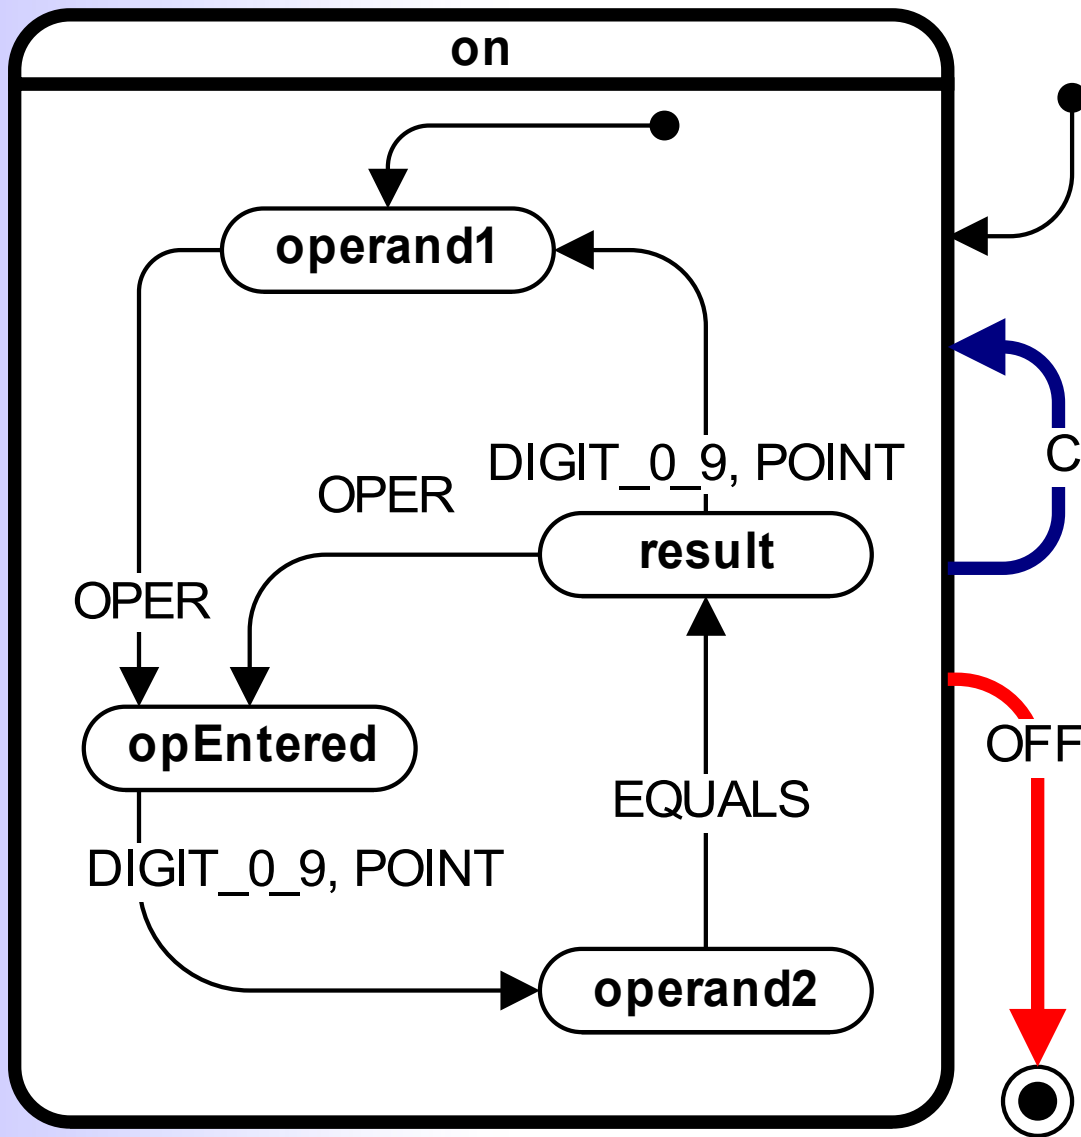 on
operand1
DIGIT_0_9, POINT
C
OPER
result
OPER
opEntered
OFF
EQUALS
DIGIT_0_9, POINT
operand2